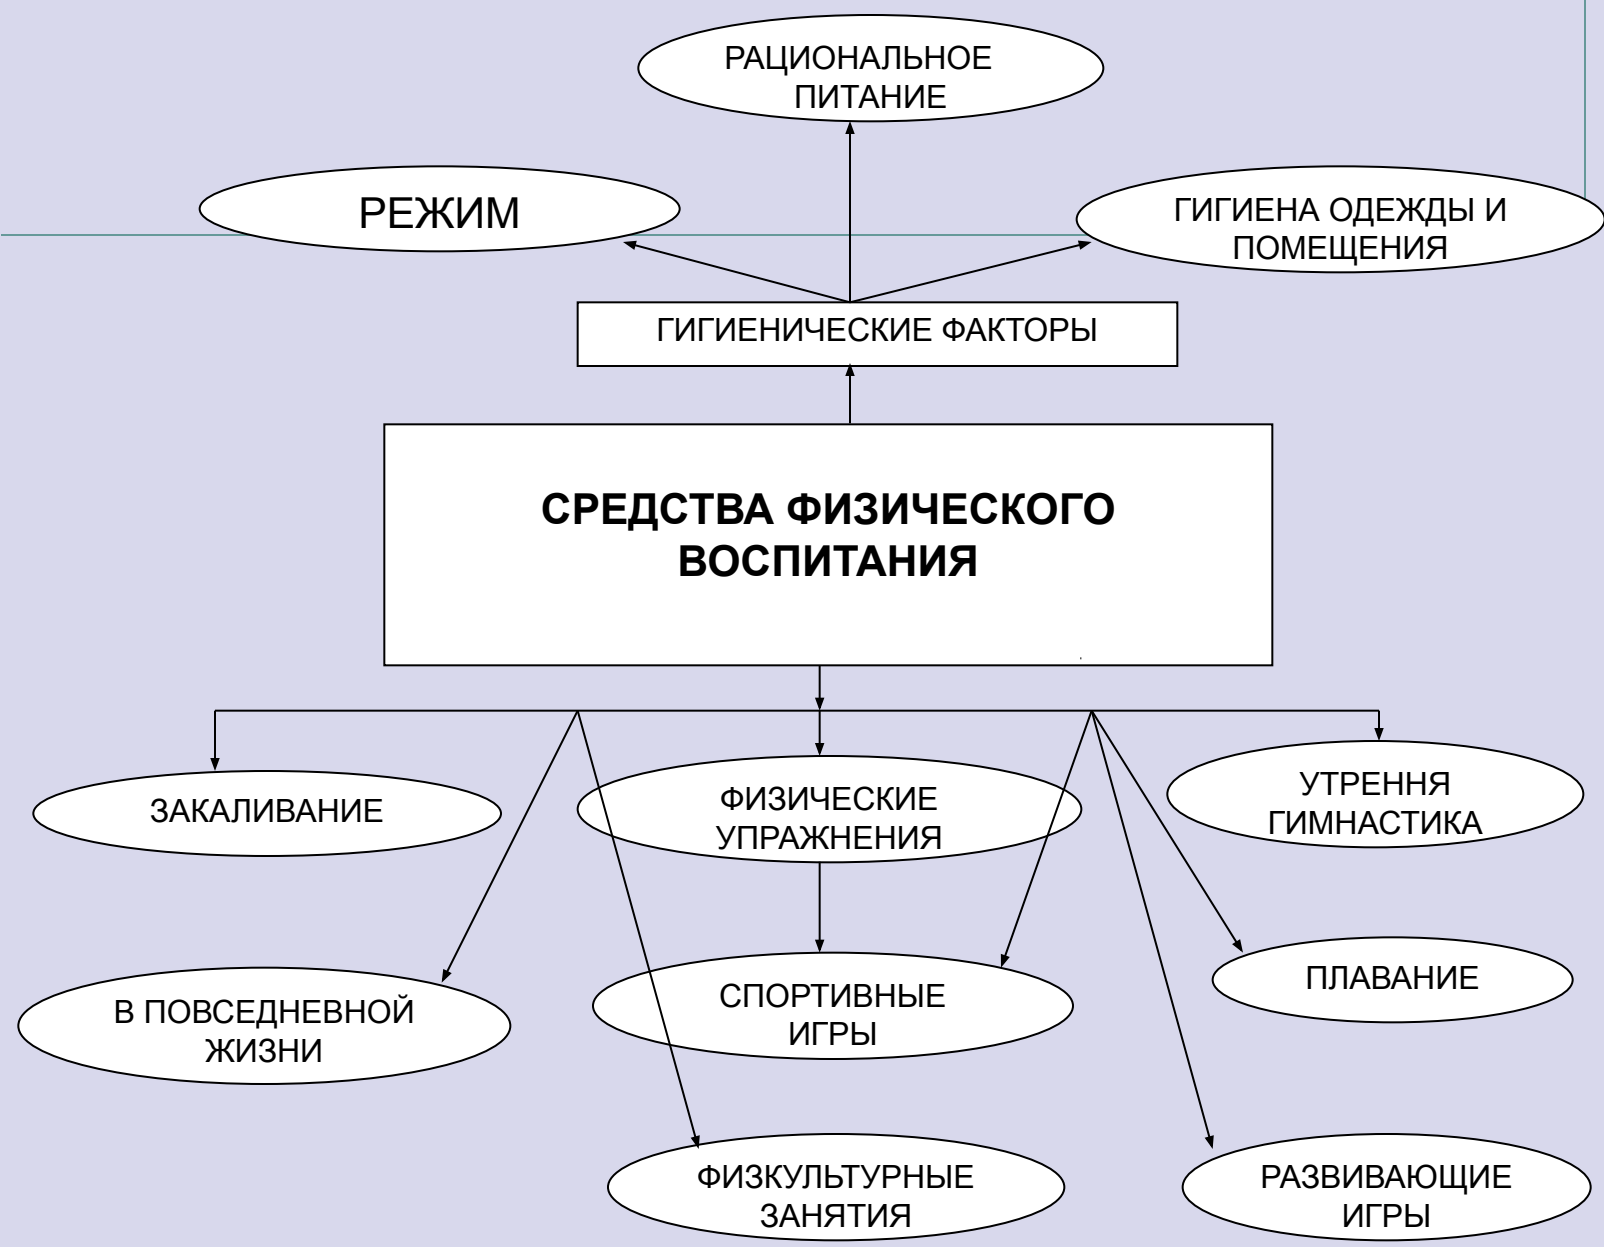 РАЦИОНАЛЬНОЕ
ПИТАНИЕ
РЕЖИМ
ГИГИЕНА ОДЕЖДЫ И
ПОМЕЩЕНИЯ
ГИГИЕНИЧЕСКИЕ ФАКТОРЫ
СРЕДСТВА ФИЗИЧЕСКОГО
ВОСПИТАНИЯ
ЗАКАЛИВАНИЕ
ФИЗИЧЕСКИЕ
УПРАЖНЕНИЯ
УТРЕННЯ
ГИМНАСТИКА
В ПОВСЕДНЕВНОЙ
ЖИЗНИ
СПОРТИВНЫЕ
ИГРЫ
ПЛАВАНИЕ
ФИЗКУЛЬТУРНЫЕ
ЗАНЯТИЯ
РАЗВИВАЮЩИЕ
ИГРЫ